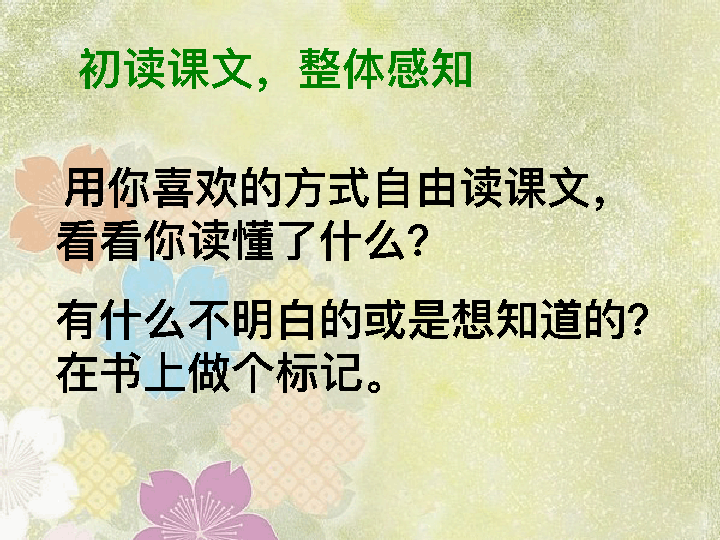 初读课文，整体感知
用你喜欢的方式自由读课文，
看看你读懂了什么？
有什么不明白的或是想知道的？
在书上做个标记。